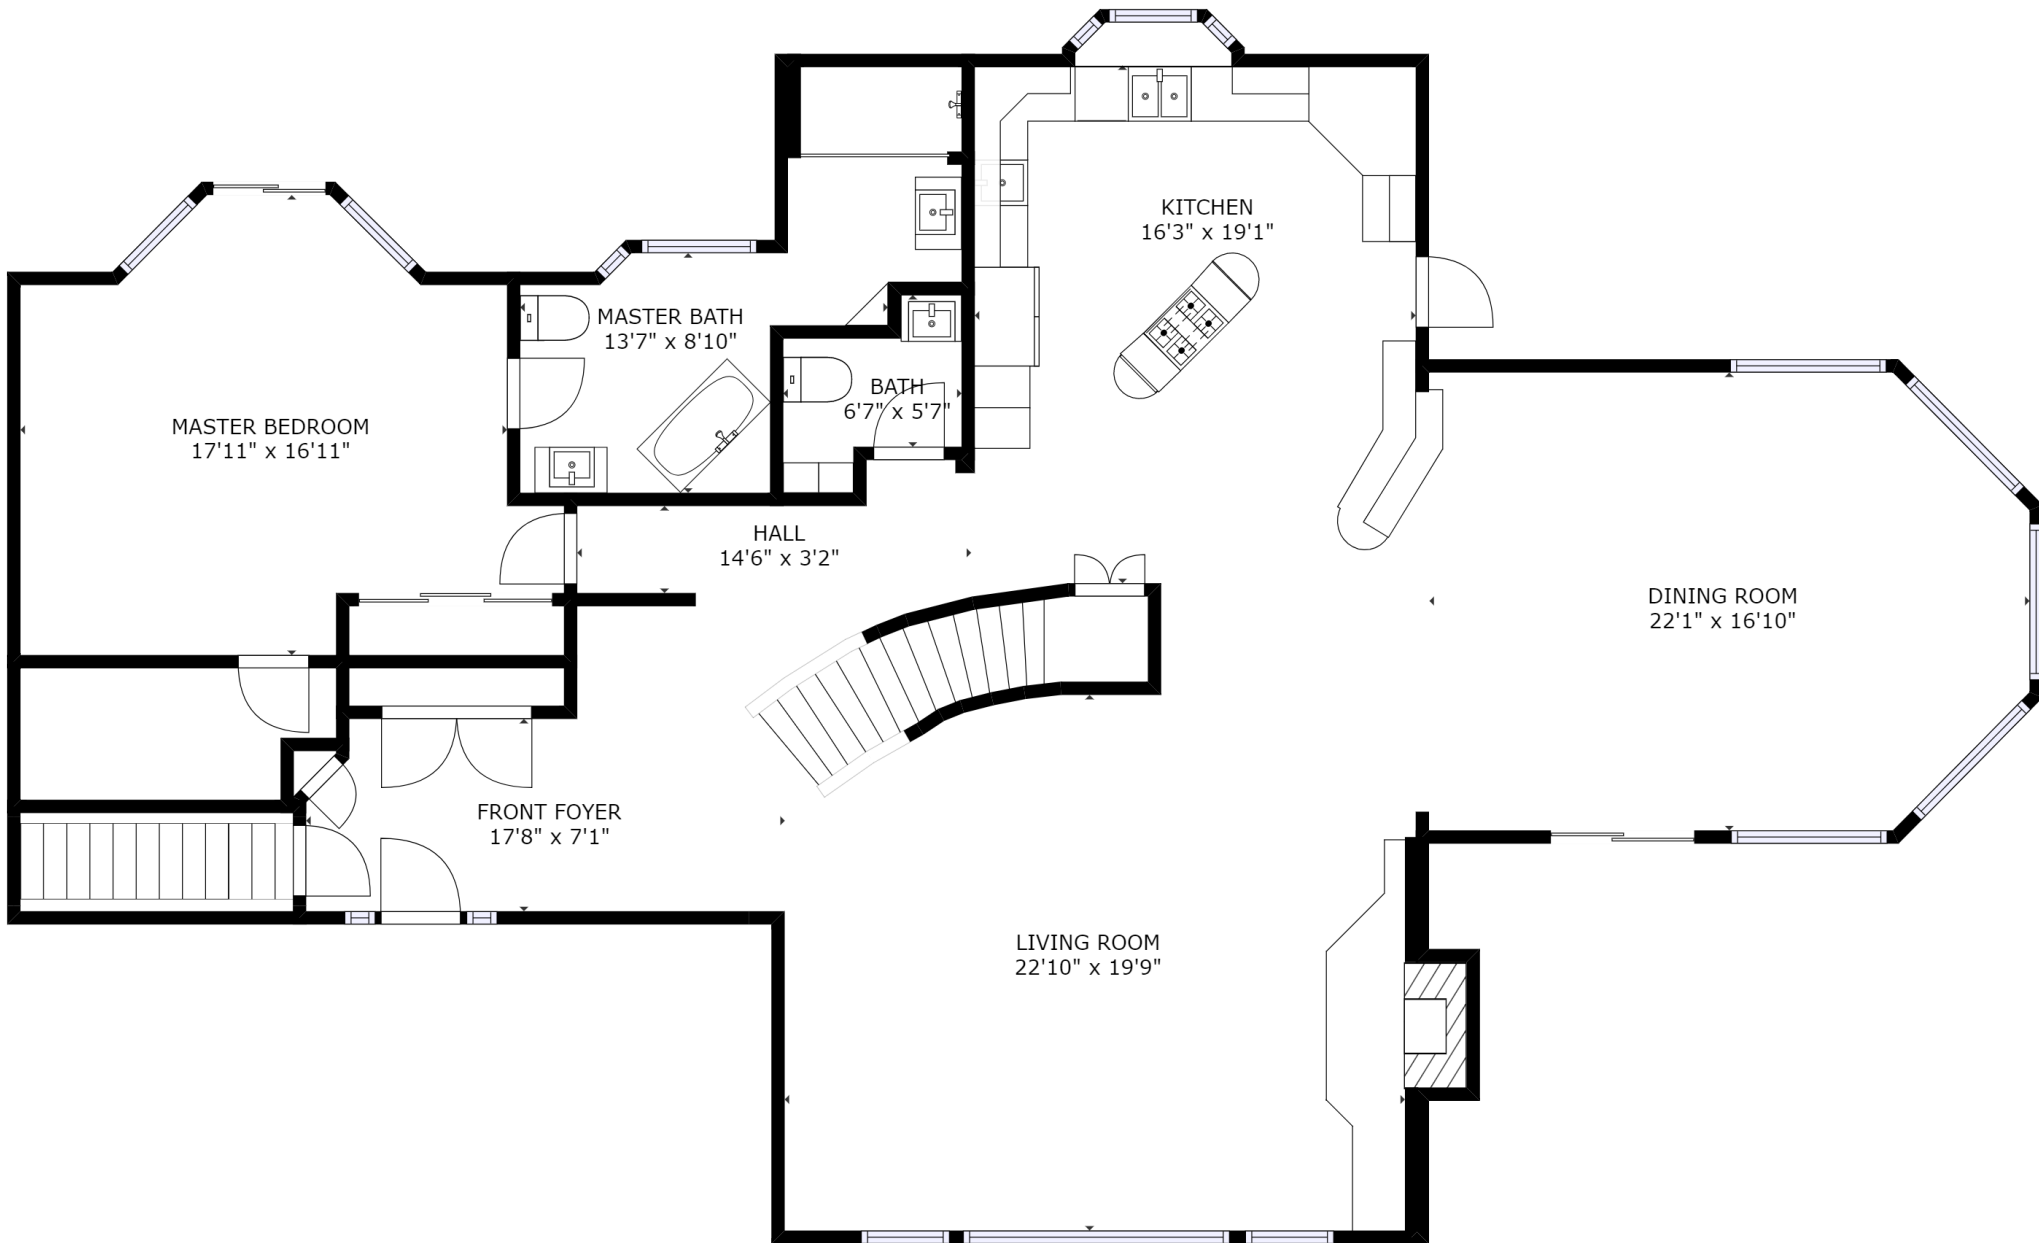 KITCHEN
16'3" x 19'1"
MASTER BATH
13'7" x 8'10"
BATH
6'7" x 5'7"
MASTER BEDROOM
17'11" x 16'11"
HALL
14'6" x 3'2"
DINING ROOM
22'1" x 16'10"
FRONT FOYER
17'8" x 7'1"
LIVING ROOM
22'10" x 19'9"